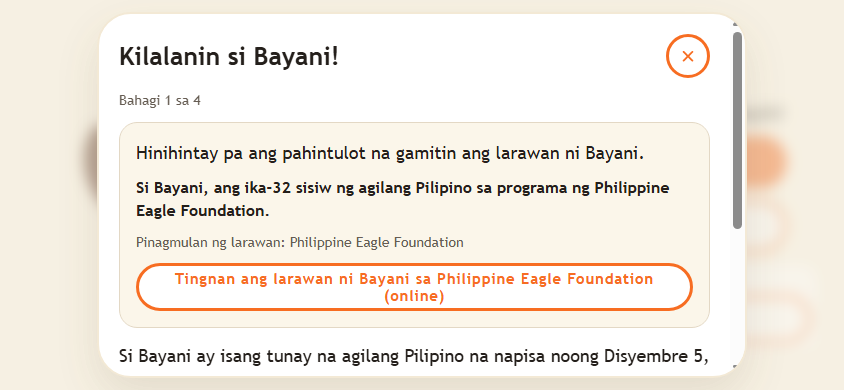 Kilalanin si Bayani!
Bahagi 1 sa 4
Hinihintay pa ang pahintulot na gamitin ang larawan ni Bayani.
Si Bayani, ang ika-32 sisiw ng agilang Pilipino sa programa ng Philippine
Eagle Foundation.
Pinagmulan ng larawan: Philippine Eagle Foundation
Tingnan ang larawan ni Bayani sa Philippine Eagle Foundation
(online)
Si Bayani ay isang tunay na agilang Pilipino na napisa noong Disyembre 5,